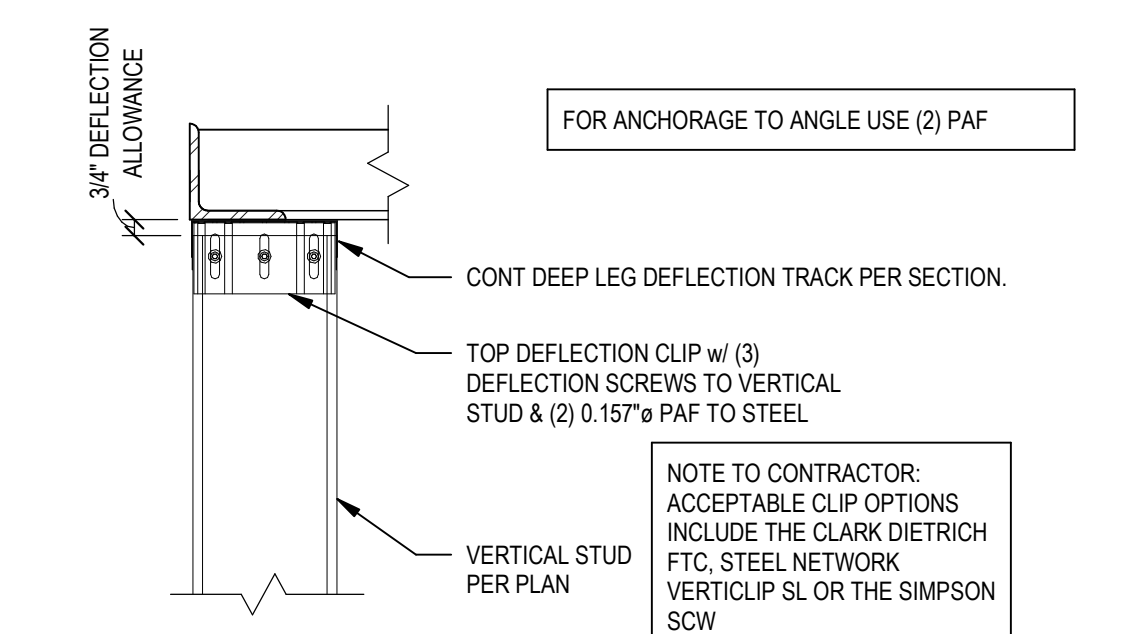 3/4" DEFLECTION
ALLOWANCE
FOR ANCHORAGE TO ANGLE USE (2) PAF
CONT DEEP LEG DEFLECTION TRACK PER SECTION.
TOP DEFLECTION CLIP w/ (3)
DEFLECTION SCREWS TO VERTICAL
STUD & (2) 0.157"ø PAF TO STEEL
VERTICAL STUD
PER PLAN
NOTE TO CONTRACTOR:
ACCEPTABLE CLIP OPTIONS
INCLUDE THE CLARK DIETRICH
FTC, STEEL NETWORK
VERTICLIP SL OR THE SIMPSON
SCW